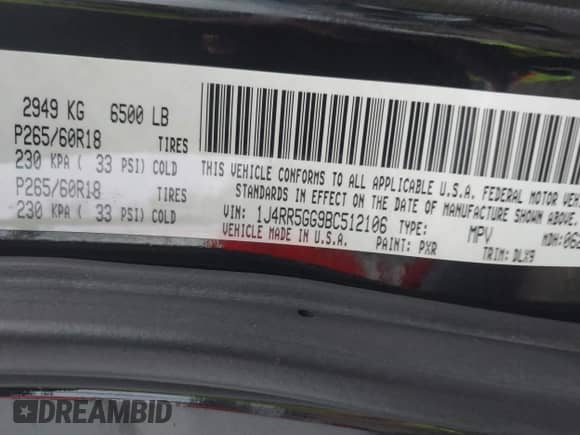 2949 KG 6500 LB
P265/60R18 TIRES
230 KPA ( 33 PSI) COLD
P265/60R18 TIRES
230 KPA ( 33 PSI) COLD
THIS VEHICLE CONFORMS TO ALL APPLICABLE U.S.A. FEDERAL MOTOR
STANDARDS IN EFFECT ON THE DATE OF MANUFACTURE SHOWN ABOVE.
VIN: 1J4RR5GG9BC512106 TYPE: MPV MDH:
VEHICLE MADE IN U.S.A. PAINT: PXR TRIM: DLX9
DREAMBID